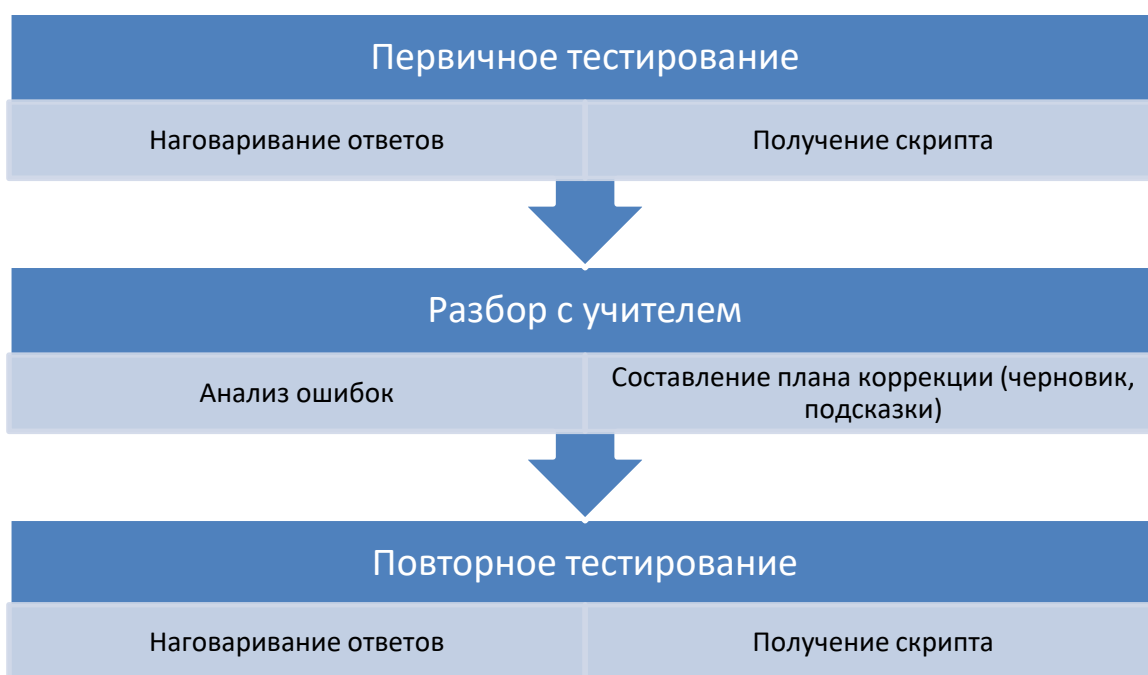 Первичное тестирование
Наговаривание ответов
Получение скрипта
Разбор с учителем
Анализ ошибок
Составление плана коррекции (черновик,
подсказки)
Повторное тестирование
Наговаривание ответов
Получение скрипта